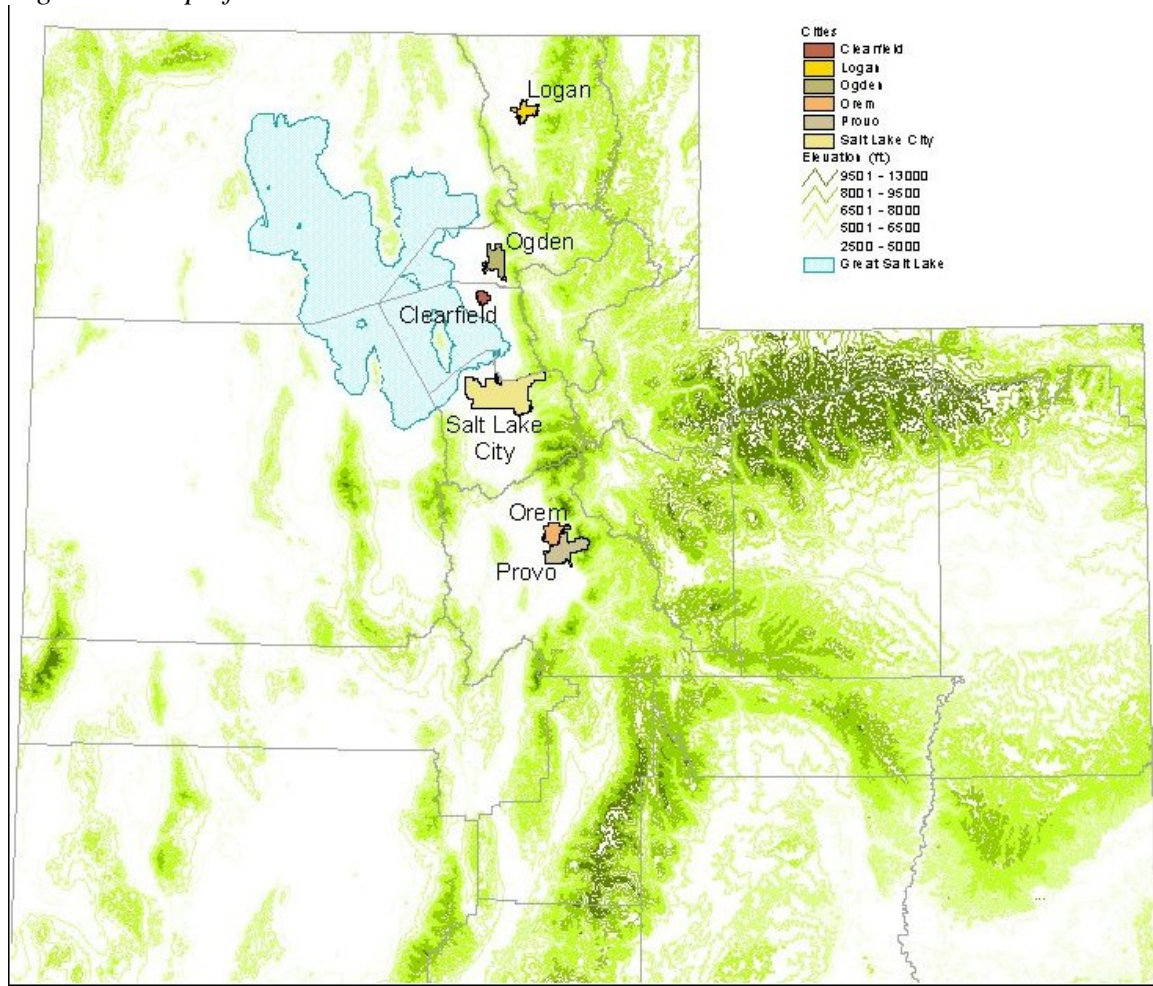 Cities
Clearfield
Logan
Ogden
Orem
Provo
Salt Lake City
Elevation (ft)
9501 - 13000
8001 - 9500
6501 - 8000
5001 - 6500
2500 - 5000
Great Salt Lake
Logan
Ogden
Clearfield
Salt Lake
City
Orem
Provo